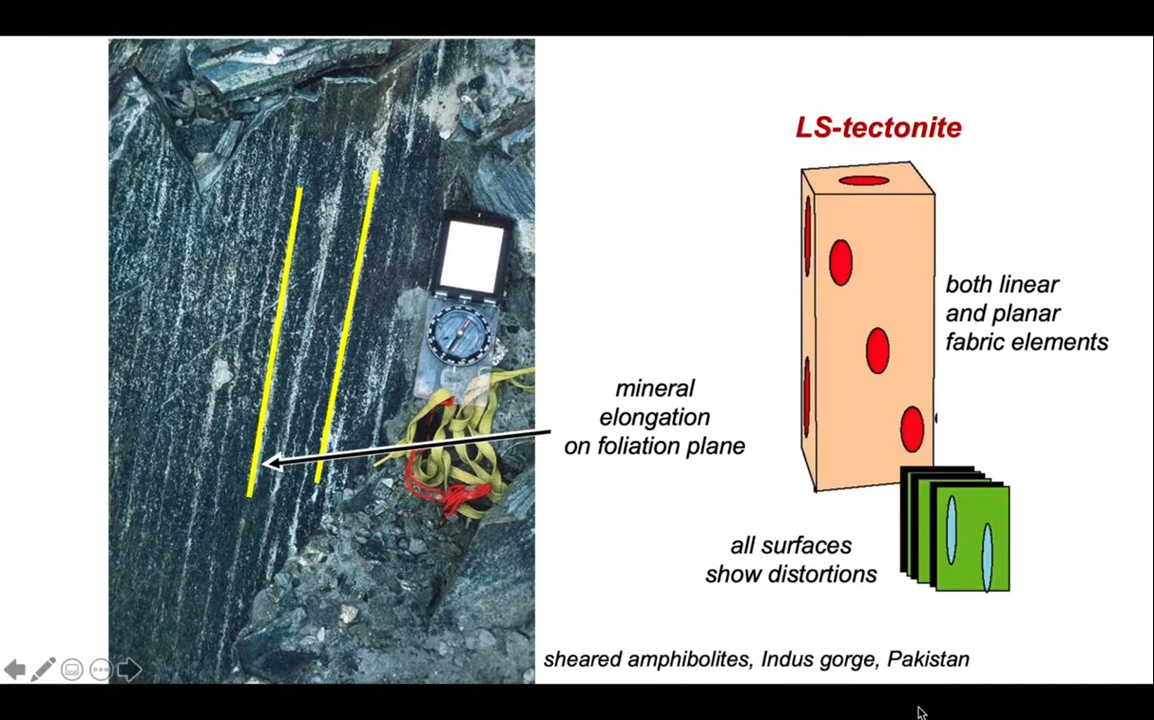 LS-tectonite
both linear
and planar
fabric elements
mineral
elongation
on foliation plane
all surfaces
show distortions
sheared amphibolites, Indus gorge, Pakistan